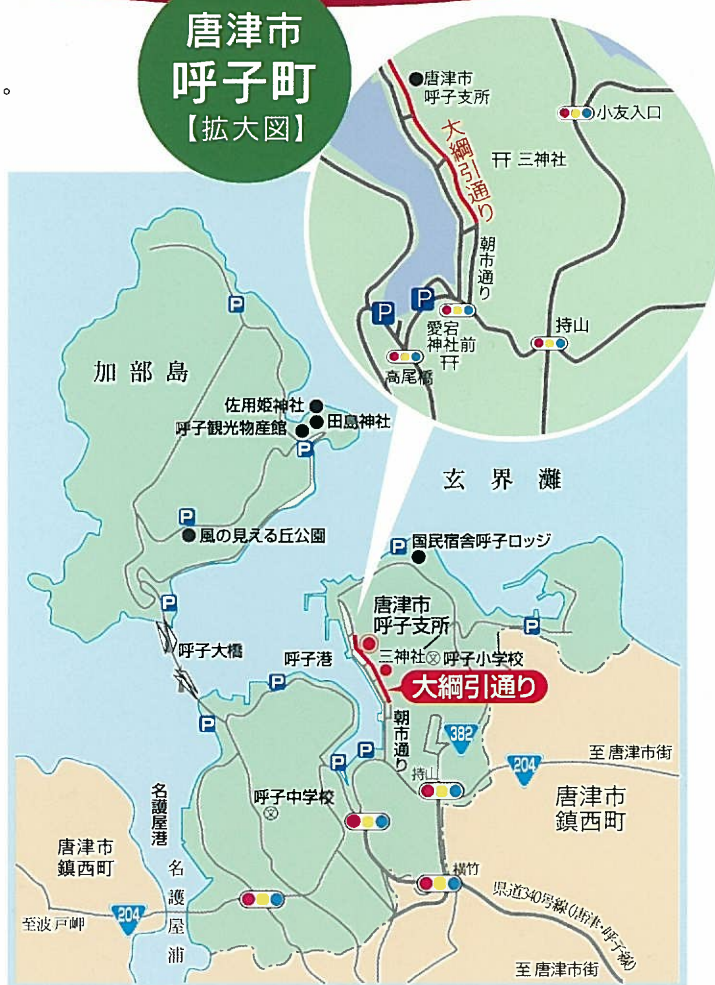 。
唐津市
呼子町
【拡大図】
唐津市
呼子支所
小友入口
大綱引通り
三神社
朝市通り
P
P
愛宕
神社前
持山
高尾橋
P
加部島
佐用姫神社
田島神社
呼子観光物産館
P
玄界灘
P
風の見える丘公園
P
国民宿舎呼子ロッジ
P
唐津市
呼子支所
P
呼子大橋
呼子港
三神社
文
呼子小学校
大綱引通り
P
P
朝市通り
382
P
P
持山
204
至 唐津市街
名護屋港
呼子中学校
文
唐津市
鎮西町
唐津市
鎮西町
名護屋浦
横竹
県道340号線(唐津・呼子線)
204
至波戸岬
至 唐津市街